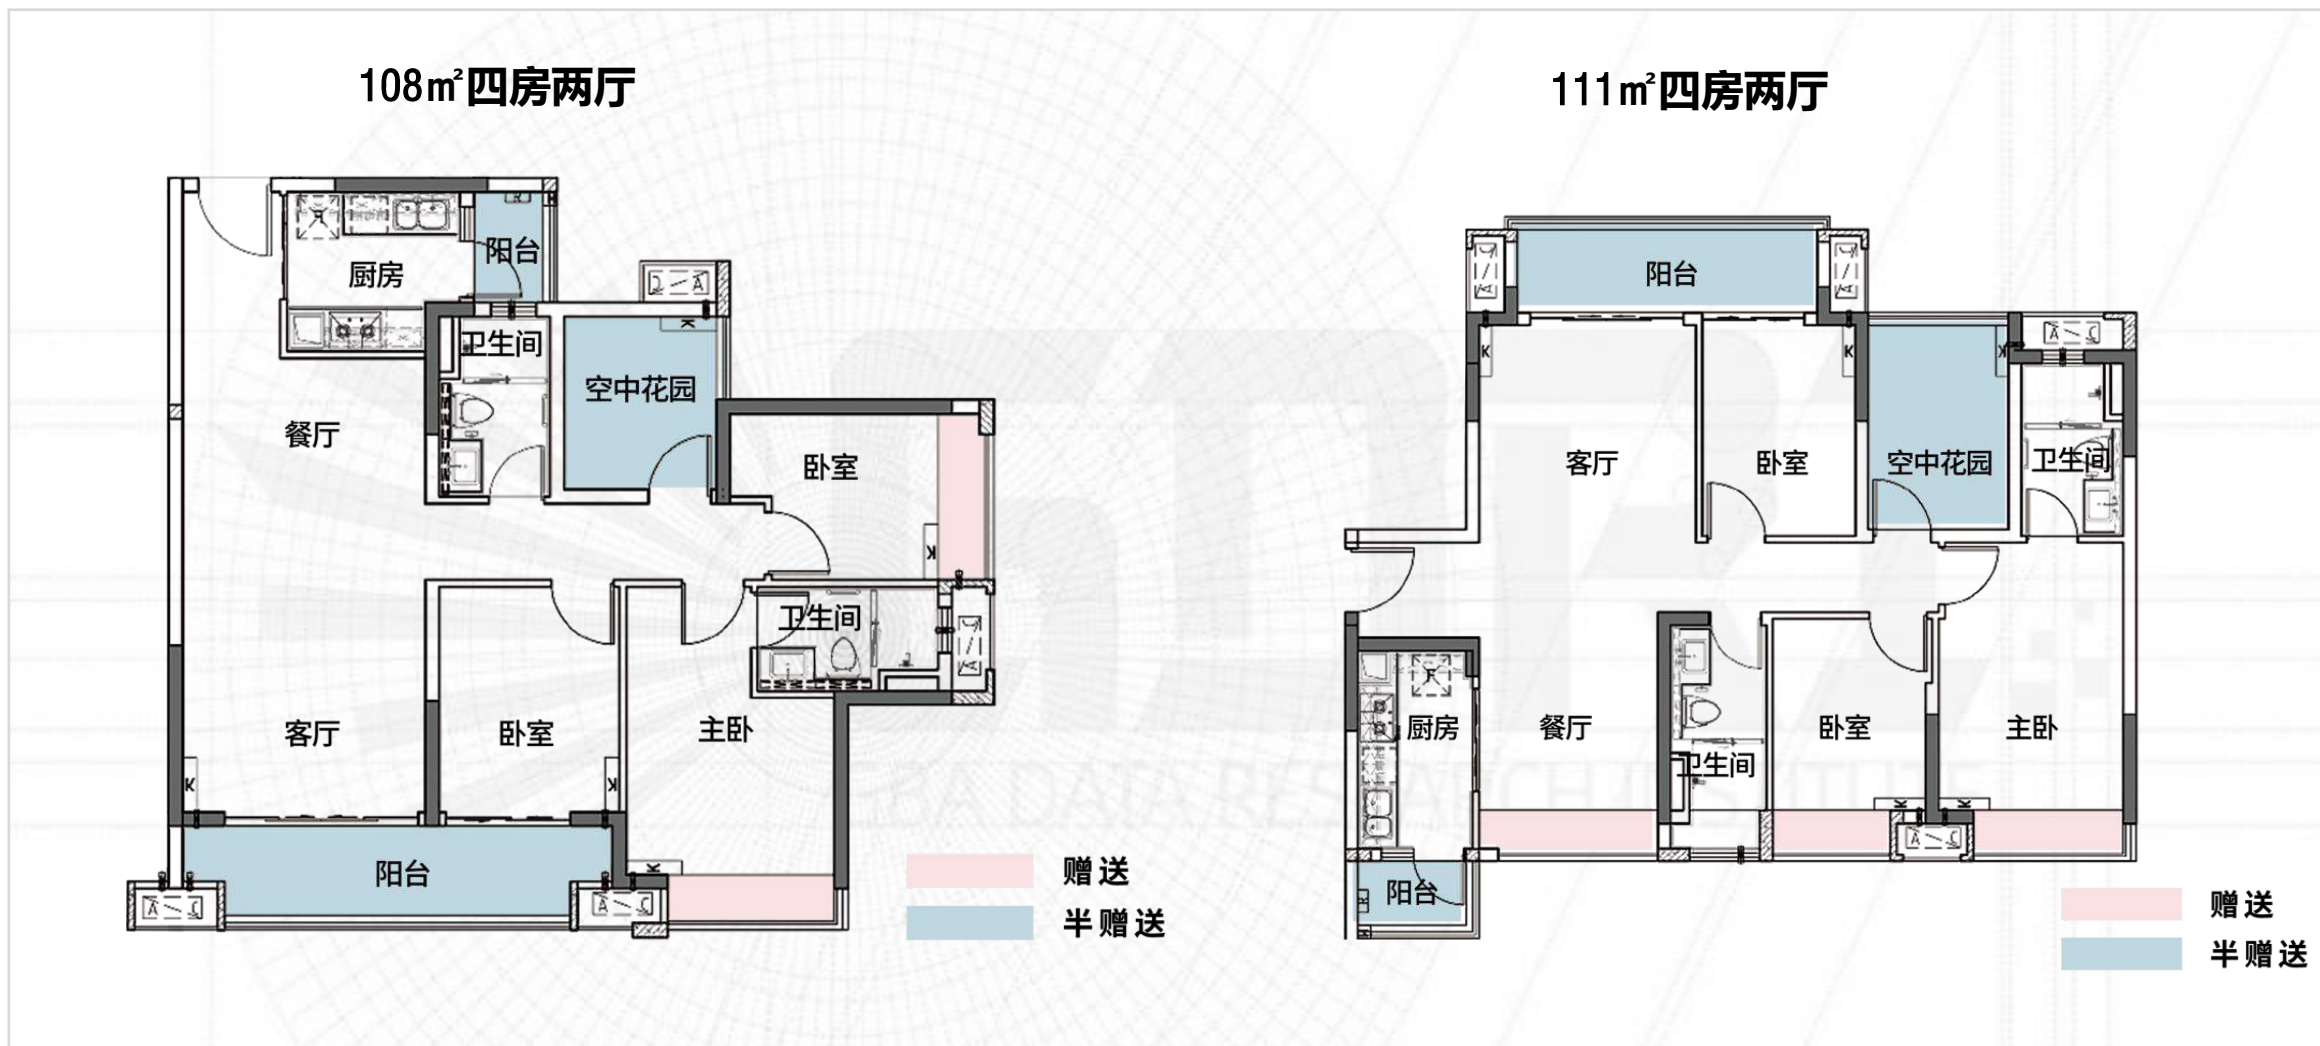 108㎡四房两厅
厨房
阳台
卫生间
空中花园
餐厅
卧室
卫生间
客厅
卧室
主卧
阳台
赠送
半赠送
111㎡四房两厅
阳台
客厅
卧室
空中花园
卫生间
厨房
餐厅
卫生间
卧室
主卧
阳台
赠送
半赠送